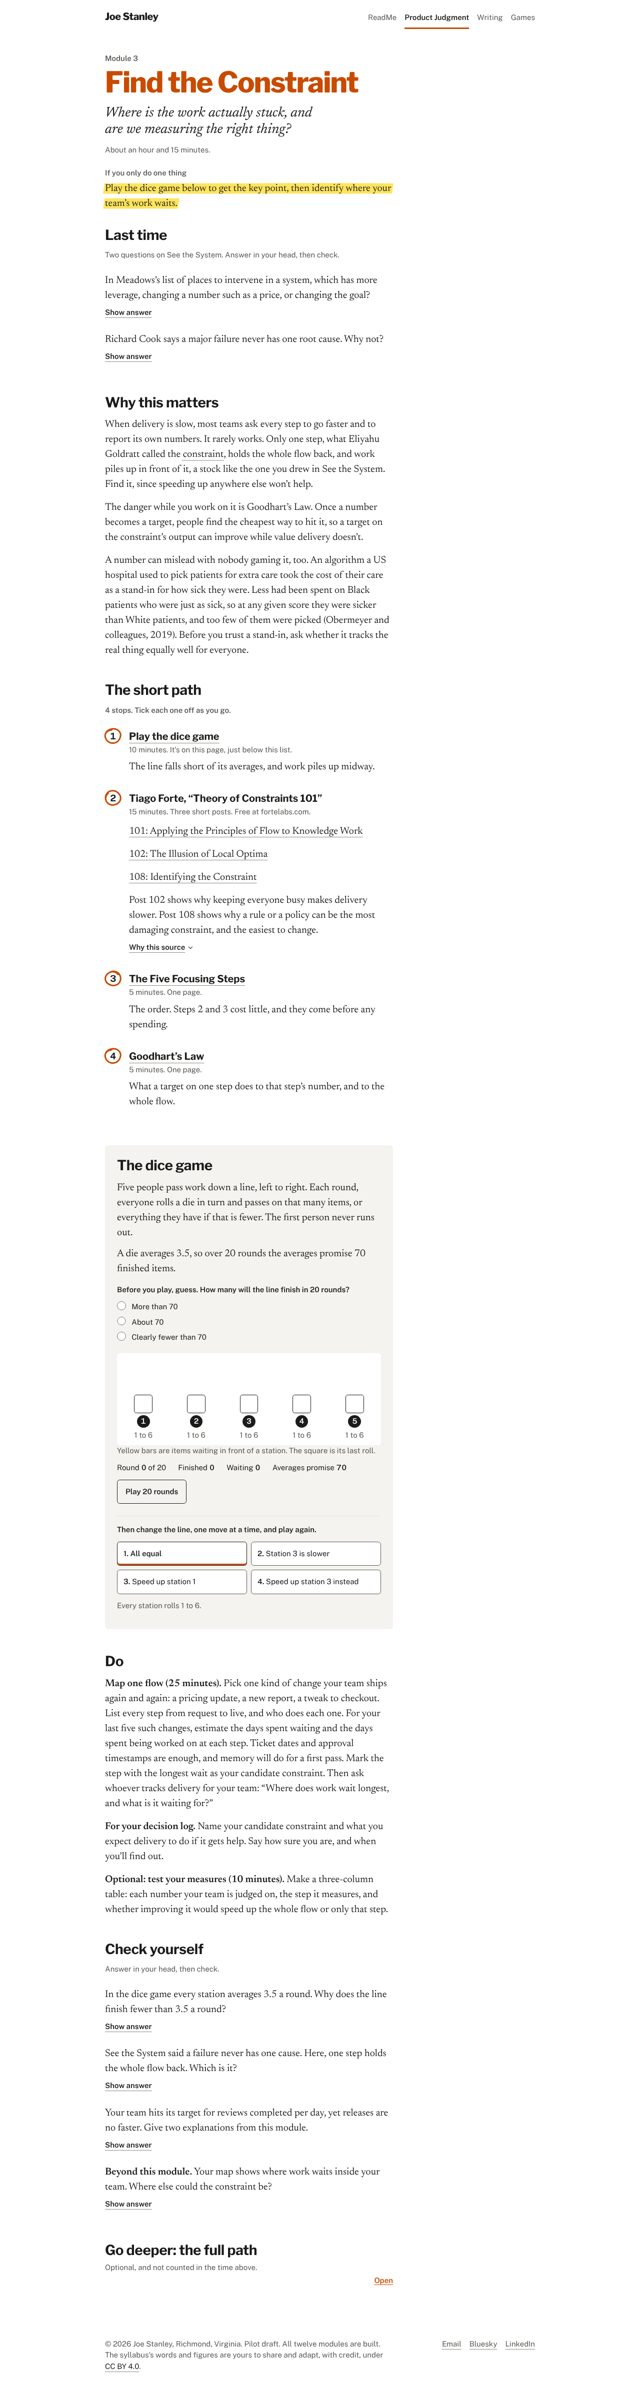 Joe Stanley
ReadMe Product Judgment Writing Games
Module 3
Find the Constraint
Where is the work actually stuck, and
are we measuring the right thing?
About an hour and 15 minutes.
If you only do one thing
Play the dice game below to get the key point, then identify where your
team's work waits.
Last time
Two questions on See the System. Answer in your head, then check.
In Meadows's list of places to intervene in a system, which has more
leverage, changing a number such as a price, or changing the goal?
Show answer
Richard Cook says a major failure never has one root cause. Why not?
Show answer
Why this matters
When delivery is slow, most teams ask every step to go faster and to
report its own numbers. It rarely works. Only one step, what Eliyahu
Goldratt called the constraint, holds the whole flow back, and work
piles up in front of it, a stock like the one you drew in See the System.
Find it, since speeding up anywhere else won't help.
The danger while you work on it is Goodhart's Law. Once a number
becomes a target, people find the cheapest way to hit it, so a target on
the constraint's output can improve while value delivery doesn't.
A number can mislead with nobody gaming it, too. An algorithm a US
hospital used to pick patients for extra care took the cost of their care
as a stand-in for how sick they were. Less had been spent on Black
patients who were just as sick, so at any given score they were sicker
than White patients, and too few of them were picked (Obermeyer and
colleagues, 2019). Before you trust a stand-in, ask whether it tracks the
real thing equally well for everyone.
The short path
4 stops. Tick each one off as you go.
1 Play the dice game
10 minutes. It's on this page, just below this list.
The line falls short of its averages, and work piles up midway.
2 Tiago Forte, “Theory of Constraints 101”
15 minutes. Three short posts. Free at fortelabs.com.
101: Applying the Principles of Flow to Knowledge Work
102: The Illusion of Local Optima
108: Identifying the Constraint
Post 102 shows why keeping everyone busy makes delivery
slower. Post 108 shows why a rule or a policy can be the most
damaging constraint, and the easiest to change.
Why this source
3 The Five Focusing Steps
5 minutes. One page.
The order. Steps 2 and 3 cost little, and they come before any
spending.
4 Goodhart's Law
5 minutes. One page.
What a target on one step does to that step's number, and to the
whole flow.
The dice game
Five people pass work down a line, left to right. Each round,
everyone rolls a die in turn and passes on that many items, or
everything they have if that is fewer. The first person never runs
out.
A die averages 3.5, so over 20 rounds the averages promise 70
finished items.
Before you play, guess. How many will the line finish in 20 rounds?
More than 70
About 70
Clearly fewer than 70
1 2 3 4 5
1 to 6 1 to 6 1 to 6 1 to 6 1 to 6
Yellow bars are items waiting in front of a station. The square is its last roll.
Round 0 of 20 Finished 0 Waiting 0 Averages promise 70
Play 20 rounds
Then change the line, one move at a time, and play again.
1. All equal 2. Station 3 is slower
3. Speed up station 1 4. Speed up station 3 instead
Every station rolls 1 to 6.
Do
Map one flow (25 minutes). Pick one kind of change your team ships
again and again: a pricing update, a new report, a tweak to checkout.
List every step from request to live, and who does each one. For your
last five such changes, estimate the days spent waiting and the days
spent being worked on at each step. Ticket dates and approval
timestamps are enough, and memory will do for a first pass. Mark the
step with the longest wait as your candidate constraint. Then ask
whoever tracks delivery for your team: “Where does work wait longest,
and what is it waiting for?”
For your decision log. Name your candidate constraint and what you
expect delivery to do if it gets help. Say how sure you are, and when
you'll find out.
Optional: test your measures (10 minutes). Make a three-column
table: each number your team is judged on, the step it measures, and
whether improving it would speed up the whole flow or only that step.
Check yourself
Answer in your head, then check.
In the dice game every station averages 3.5 a round. Why does the line
finish fewer than 3.5 a round?
Show answer
See the System said a failure never has one cause. Here, one step holds
the whole flow back. Which is it?
Show answer
Your team hits its target for reviews completed per day, yet releases are
no faster. Give two explanations from this module.
Show answer
Beyond this module. Your map shows where work waits inside your
team. Where else could the constraint be?
Show answer
Go deeper: the full path
Optional, and not counted in the time above.
Open
© 2026 Joe Stanley, Richmond, Virginia. Pilot draft. All twelve modules are built.
The syllabus's words and figures are yours to share and adapt, with credit, under
CC BY 4.0.
Email Bluesky LinkedIn